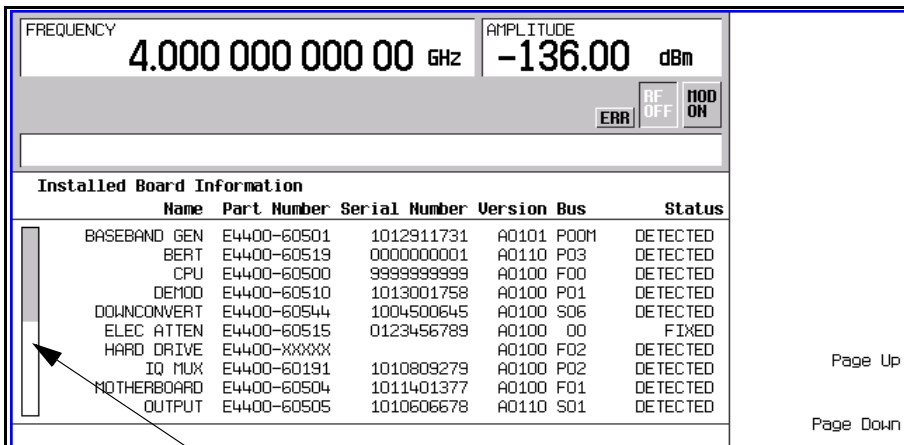 FREQUENCY
4.000 000 000 00 GHz
AMPLITUDE
-136.00 dBm
ERR
RF OFF
MOD ON
Installed Board Information
Name Part Number Serial Number Version Bus Status
BASEBAND GEN E4400-60501 1012911731 A0101 P00M DETECTED
BERT E4400-60519 0000000001 A0110 P03 DETECTED
CPU E4400-60500 9999999999 A0100 F00 DETECTED
DEMOD E4400-60510 1013001758 A0100 P01 DETECTED
DOWNCONVERT E4400-60544 1004500645 A0100 S06 DETECTED
ELEC ATTEN E4400-60515 0123456789 A0100 00 FIXED
HARD DRIVE E4400-XXXXX A0100 F02 DETECTED
IQ MUX E4400-60191 1010809279 A0100 P02 DETECTED
MOTHERBOARD E4400-60504 1011401377 A0100 F01 DETECTED
OUTPUT E4400-60505 1010606678 A0110 S01 DETECTED
Page Up
Page Down